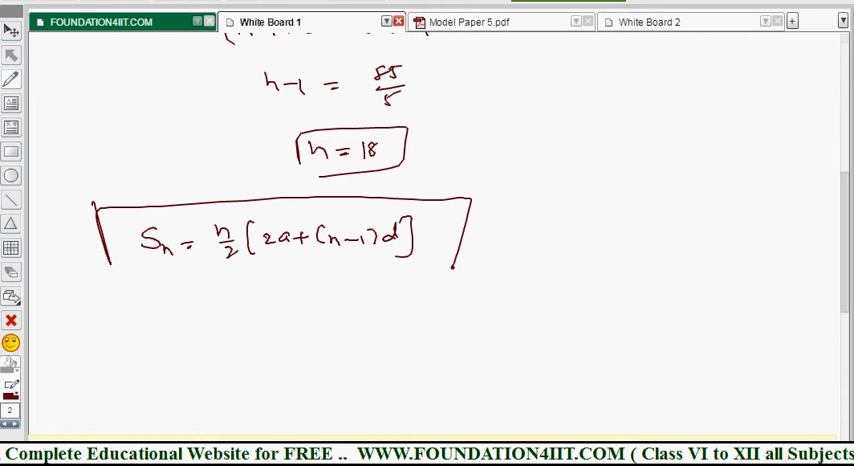 FOUNDATION4IIT.COM
White Board 1
Model Paper 5.pdf
White Board 2
n-1 = 85/5
n = 18
Sn = n/2 [2a+(n-1)d]
2
Complete Educational Website for FREE .. WWW.FOUNDATION4IIT.COM ( Class VI to XII all Subjects